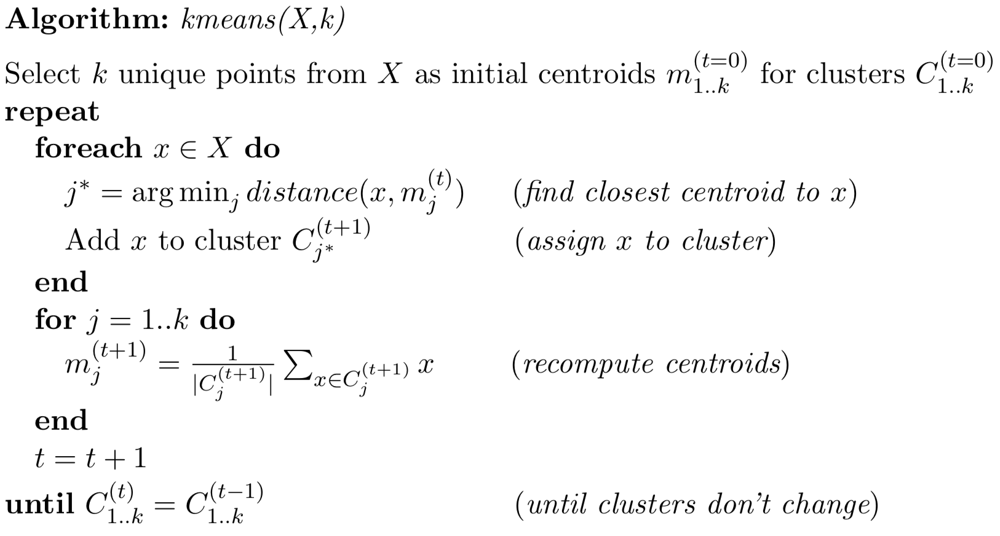 Algorithm: kmeans(X,k)
Select k unique points from X as initial centroids m_{1..k}^{(t=0)} for clusters C_{1..k}^{(t=0)}
repeat
foreach x ∈ X do
j* = arg min_j distance(x, m_j^{(t)}) (find closest centroid to x)
Add x to cluster C_{j*}^{(t+1)} (assign x to cluster)
end
for j = 1..k do
m_j^{(t+1)} = \frac{1}{|C_j^{(t+1)}|} ∑_{x∈C_j^{(t+1)}} x (recompute centroids)
end
t = t + 1
until C_{1..k}^{(t)} = C_{1..k}^{(t−1)} (until clusters don't change)